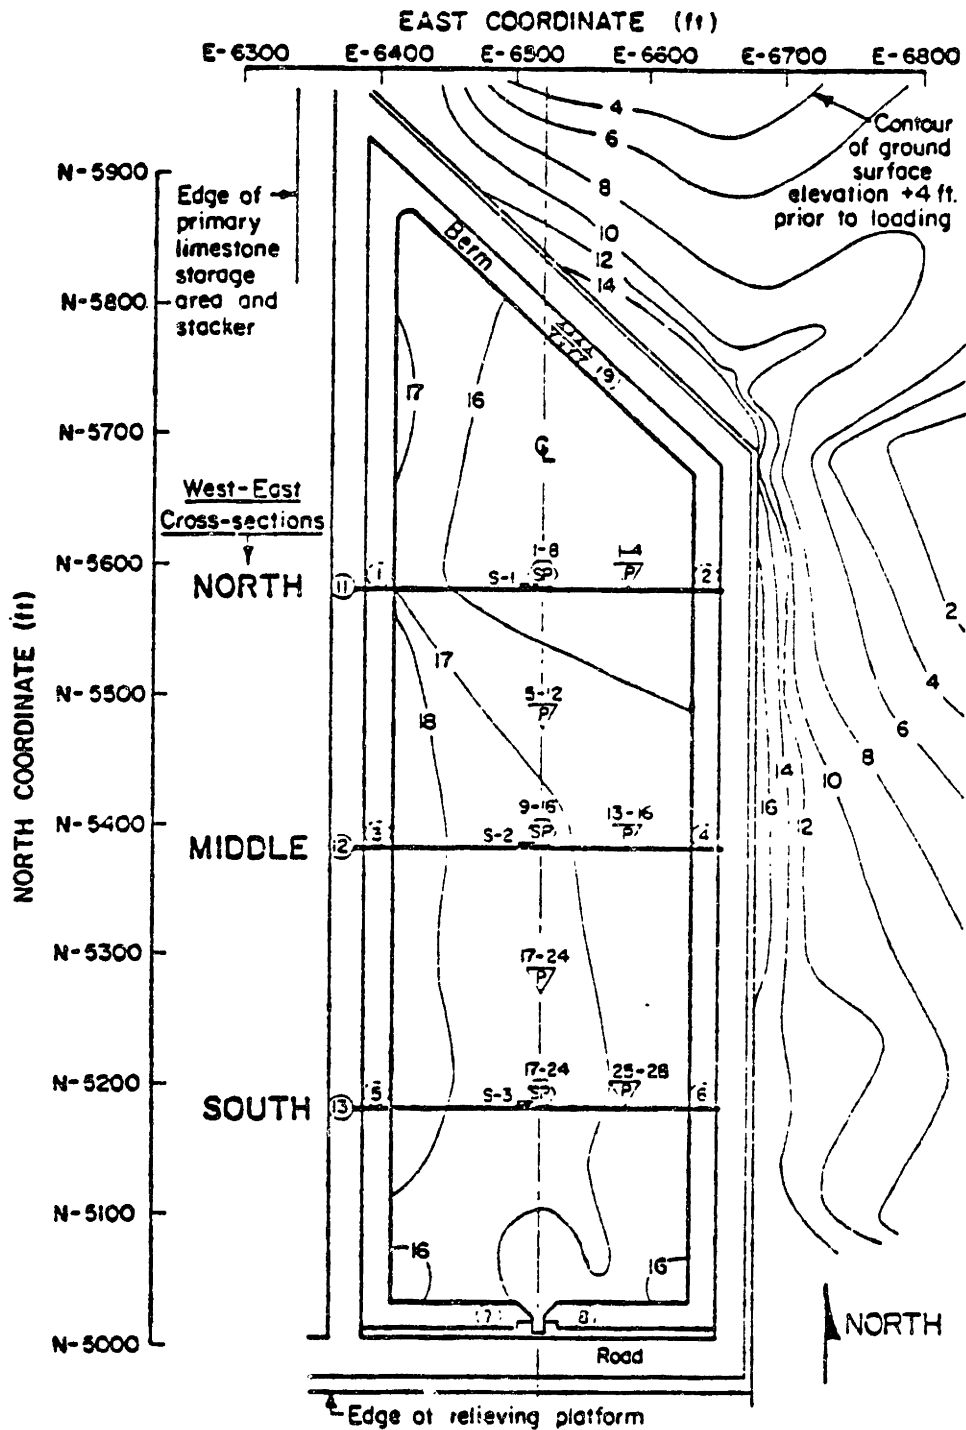 EAST COORDINATE (ft)
E-6300 E-6400 E-6500 E-6600 E-6700 E-6800
4
6
Contour
of ground
surface
elevation +4 ft.
prior to loading
N-5900
Edge of
primary
limestone
storage
area and
stacker
8
10
12
14
Berm
N-5800
(9)
17
16
N-5700
℄
West-East
Cross-sections
N-5600
NORTH
11
1
S-1
1-8
SP
1-4
P
2
2
NORTH COORDINATE (ft)
17
N-5500
18
5-12
P
4
6
8
14
10
16
12
N-5400
MIDDLE
12
3
S-2
9-16
SP
13-16
P
4
N-5300
17-24
P
N-5200
SOUTH
13
5
S-3
17-24
SP
25-28
P
6
N-5100
16
16
(7)
8)
NORTH
N-5000
Road
Edge of relieving platform